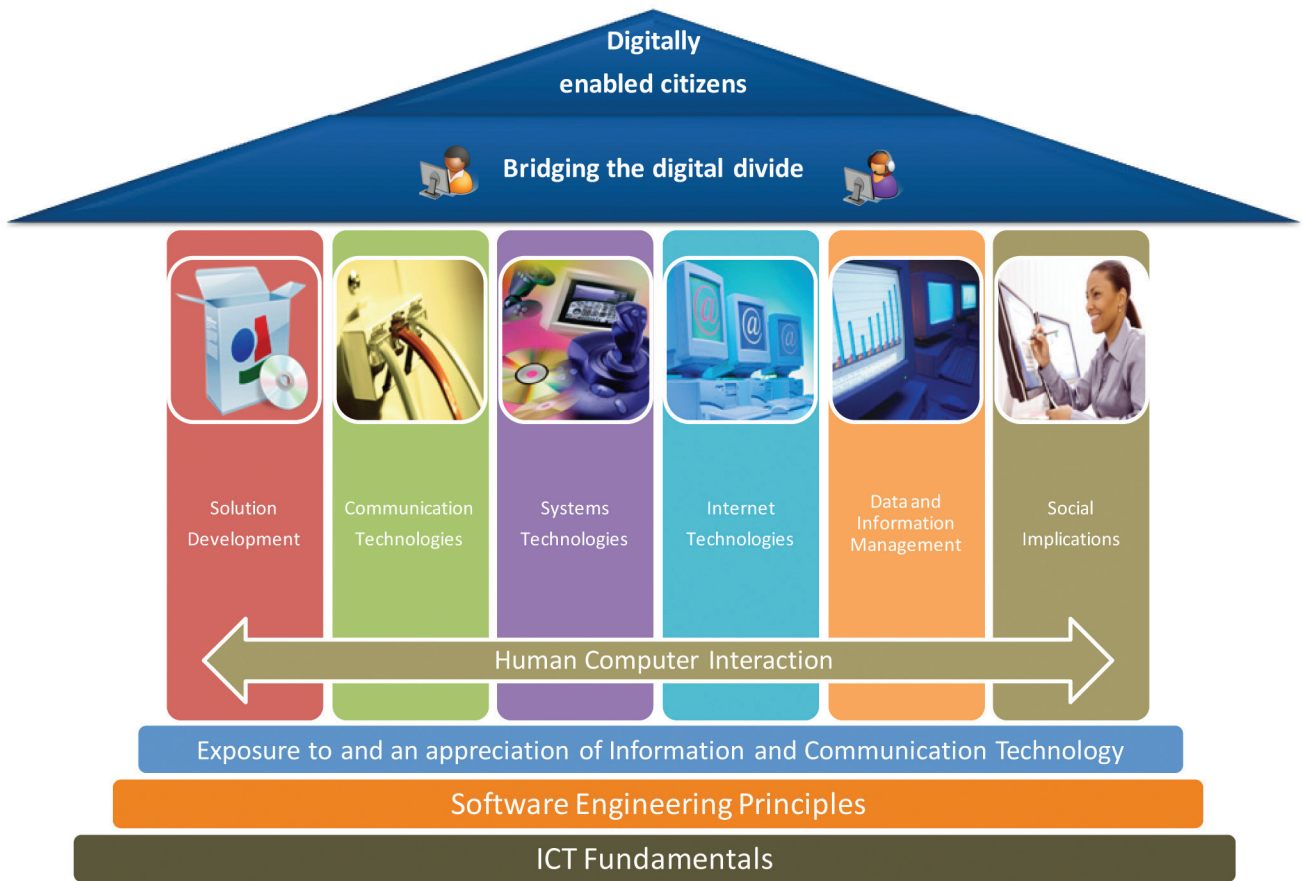 Digitally
enabled citizens
Bridging the digital divide
Solution
Development
Communication
Technologies
Systems
Technologies
Internet
Technologies
Data and
Information
Management
Social
Implications
Human Computer Interaction
Exposure to and an appreciation of Information and Communication Technology
Software Engineering Principles
ICT Fundamentals